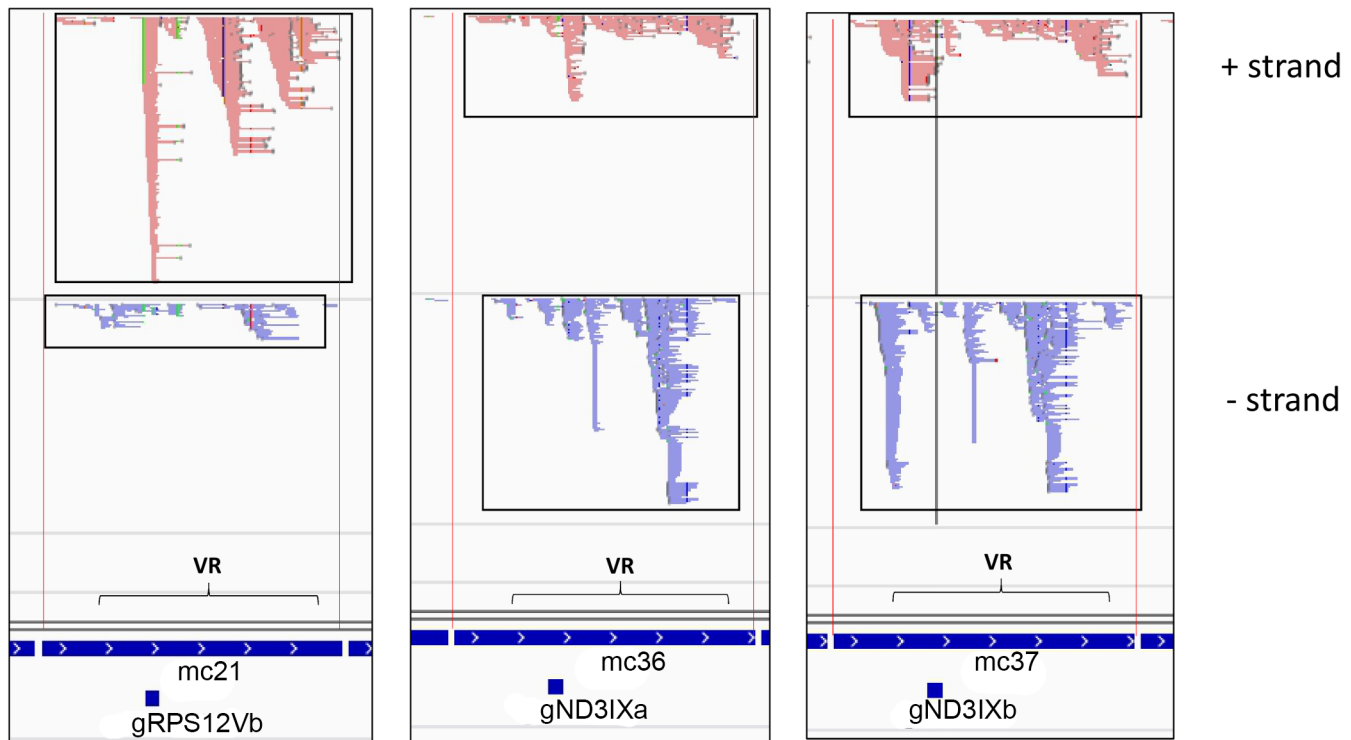 + strand
- strand
VR
VR
VR
mc21
mc36
mc37
gRPS12Vb
gND3IXa
gND3IXb